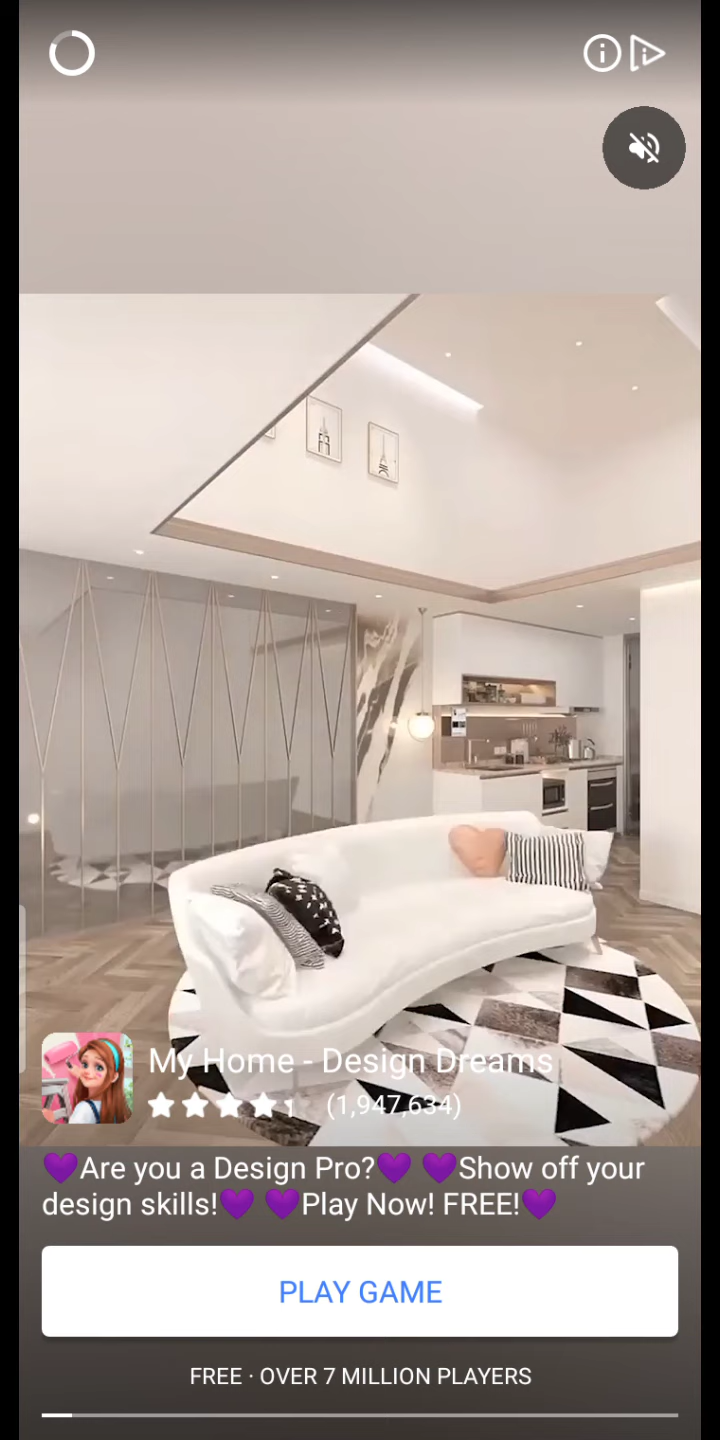 My Home - Design Dreams
(1,947,634)
💜Are you a Design Pro?💜 💜Show off your
design skills!💜 💜Play Now! FREE!💜
PLAY GAME
FREE · OVER 7 MILLION PLAYERS